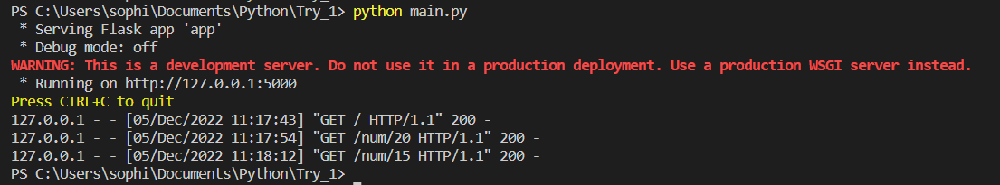 PS C:\Users\sophi\Documents\Python\Try_1> python main.py
 * Serving Flask app 'app'
 * Debug mode: off
WARNING: This is a development server. Do not use it in a production deployment. Use a production WSGI server instead.
 * Running on http://127.0.0.1:5000
Press CTRL+C to quit
127.0.0.1 - - [05/Dec/2022 11:17:43] "GET / HTTP/1.1" 200 -
127.0.0.1 - - [05/Dec/2022 11:17:54] "GET /num/20 HTTP/1.1" 200 -
127.0.0.1 - - [05/Dec/2022 11:18:12] "GET /num/15 HTTP/1.1" 200 -
PS C:\Users\sophi\Documents\Python\Try_1>